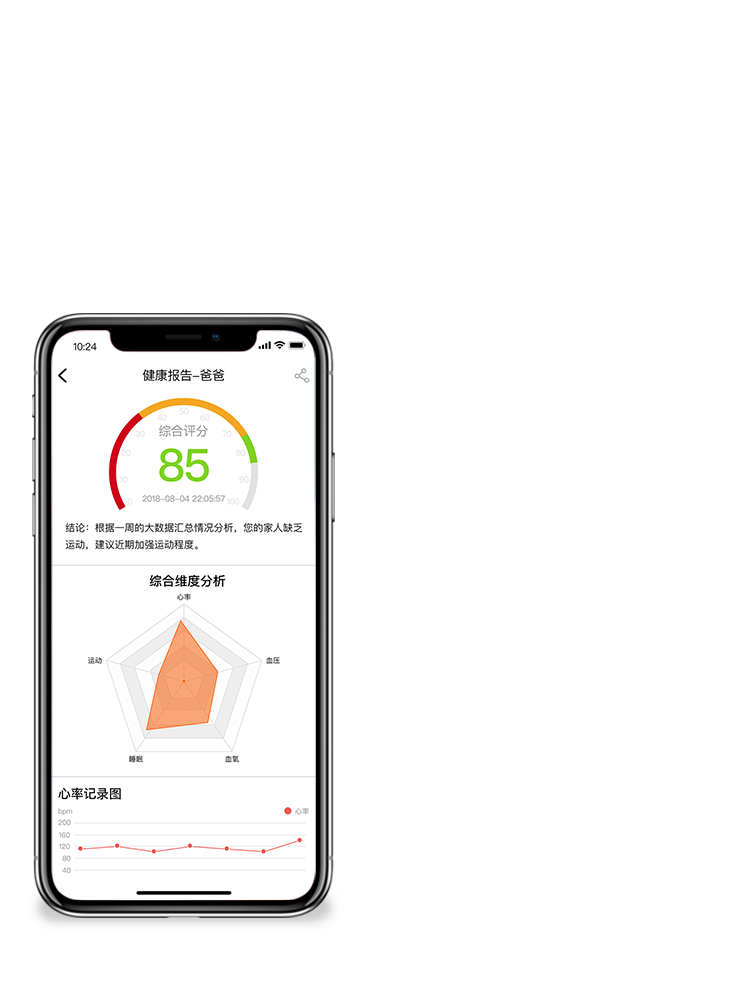 10:24
健康报告-爸爸
0
10
20
30
40
50
60
70
80
90
100
综合评分
85
2018-08-04 22:05:57
结论：根据一周的大数据汇总情况分析，您的家人缺乏
运动，建议近期加强运动程度。
综合维度分析
心率
运动
血压
睡眠
血氧
心率记录图
bpm
心率
200
160
120
80
40